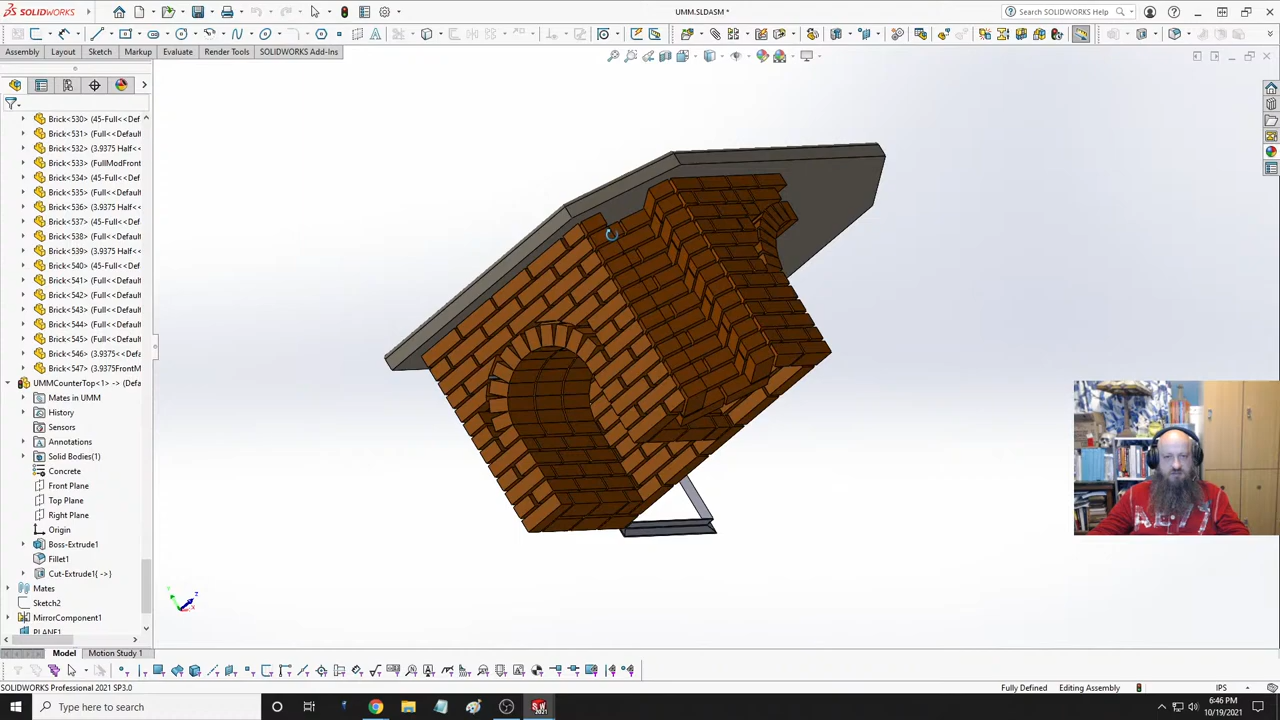 SOLIDWORKS
UMM.SLDASM *
Search SOLIDWORKS Help
Assembly
Layout
Sketch
Markup
Evaluate
Render Tools
SOLIDWORKS Add-Ins
Brick<530> (45-Full<<Def
Brick<531> (Full<<Default
Brick<532> (3.9375 Half<<
Brick<533> (FullModFront
Brick<534> (Full<<Default
Brick<535> (Full<<Default
Brick<536> (3.9375 Half<<
Brick<537> (Full<<Default
Brick<538> (Full<<Default
Brick<539> (3.9375 Half<<
Brick<540> (45-Full<<Def
Brick<541> (Full<<Default
Brick<542> (Full<<Default
Brick<543> (Full<<Default
Brick<544> (Full<<Default
Brick<545> (Full<<Default
Brick<546> (3.9375<<Defa
Brick<547> (3.9375FrontM
UMMCounterTop<1> -> (Defa
Mates in UMM
History
Sensors
Annotations
Solid Bodies(1)
Concrete
Front Plane
Top Plane
Right Plane
Origin
Boss-Extrude1
Fillet1
Cut-Extrude1{ ->}
Mates
Sketch2
MirrorComponent1
PLANE1
Model
Motion Study 1
SOLIDWORKS Professional 2021 SP3.0
Fully Defined
Editing Assembly
IPS
Type here to search
6:46 PM
10/19/2021